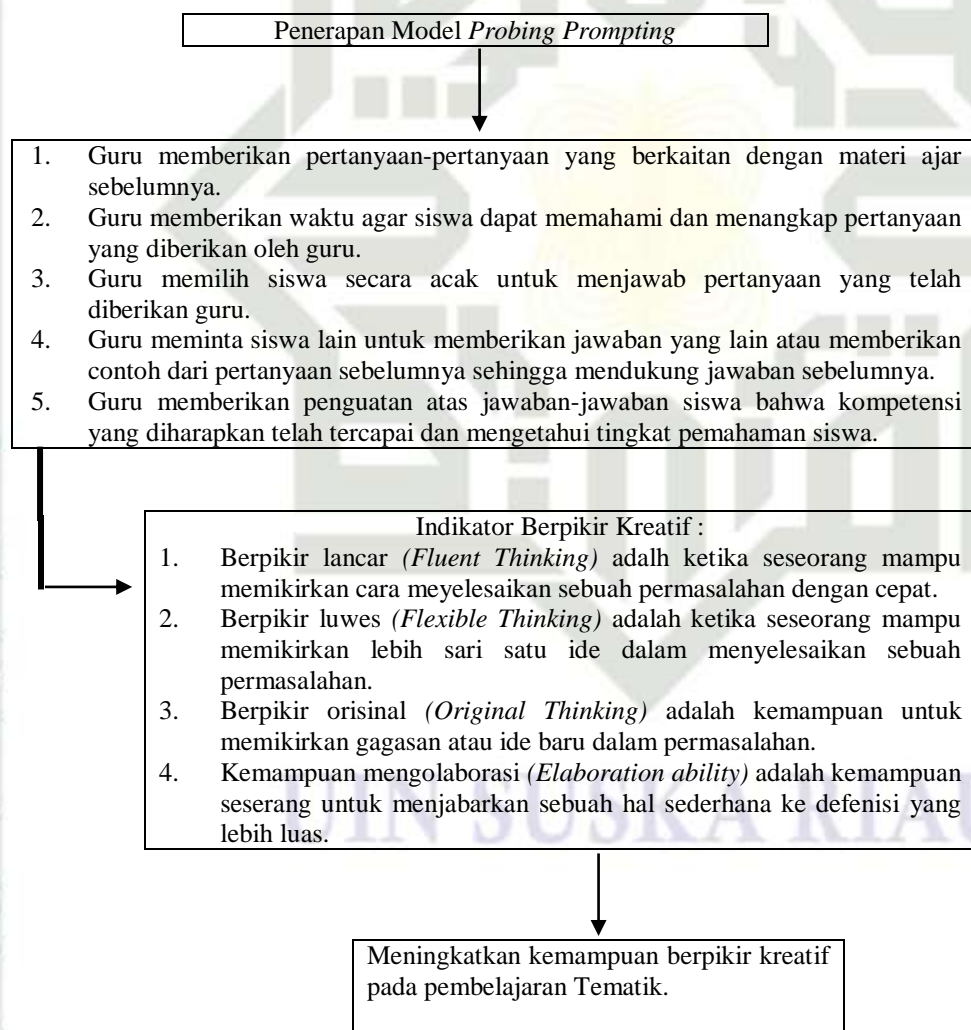 Penerapan Model Probing Prompting
1. Guru memberikan pertanyaan-pertanyaan yang berkaitan dengan materi ajar
sebelumnya.
2. Guru memberikan waktu agar siswa dapat memahami dan menangkap pertanyaan
yang diberikan oleh guru.
3. Guru memilih siswa secara acak untuk menjawab pertanyaan yang telah
diberikan guru.
4. Guru meminta siswa lain untuk memberikan jawaban yang lain atau memberikan
contoh dari pertanyaan sebelumnya sehingga mendukung jawaban sebelumnya.
5. Guru memberikan penguatan atas jawaban-jawaban siswa bahwa kompetensi
yang diharapkan telah tercapai dan mengetahui tingkat pemahaman siswa.
Indikator Berpikir Kreatif :
1. Berpikir lancar (Fluent Thinking) adalh ketika seseorang mampu
memikirkan cara meyelesaikan sebuah permasalahan dengan cepat.
2. Berpikir luwes (Flexible Thinking) adalah ketika seseorang mampu
memikirkan lebih sari satu ide dalam menyelesaikan sebuah
permasalahan.
3. Berpikir orisinal (Original Thinking) adalah kemampuan untuk
memikirkan gagasan atau ide baru dalam permasalahan.
4. Kemampuan mengolaborasi (Elaboration ability) adalah kemampuan
seserang untuk menjabarkan sebuah hal sederhana ke defenisi yang
lebih luas.
UIN SUSKA RIAU
Meningkatkan kemampuan berpikir kreatif
pada pembelajaran Tematik.